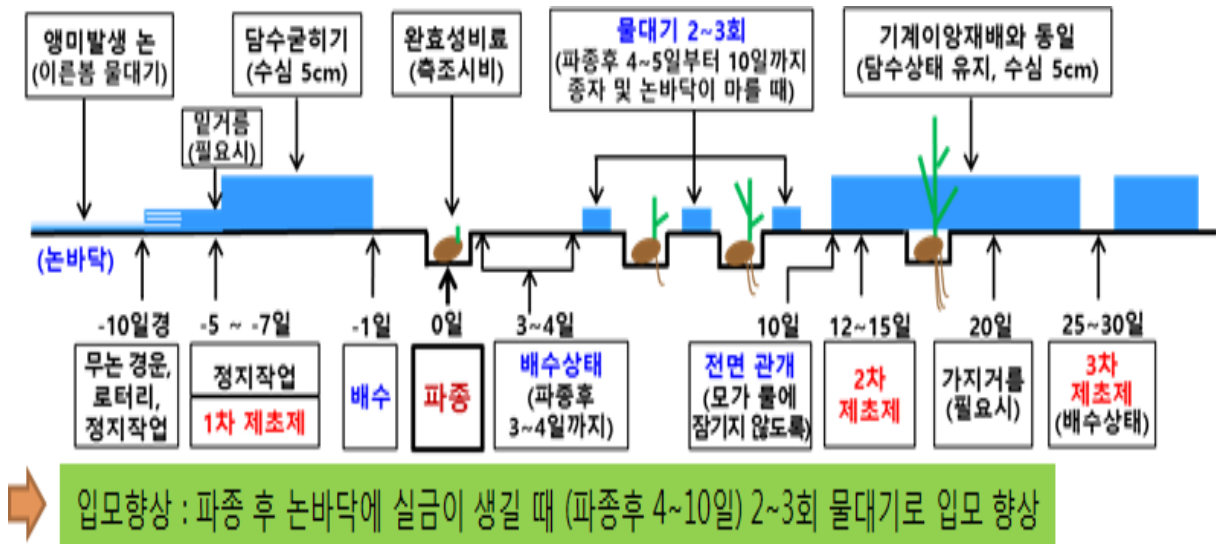 앵미발생 논
(이른봄 물대기)
담수굳히기
(수심 5cm)
완효성비료
(측조시비)
물대기 2~3회
(파종후 4~5일부터 10일까지
종자 및 논바닥이 마를 때)
기계이앙재배와 동일
(담수상태 유지, 수심 5cm)
밑거름
(필요시)
(논바닥)
-10일경
-5 ~ -7일
-1일
0일
3~4일
10일
12~15일
20일
25~30일
무논 경운,
로터리,
정지작업
정지작업
1차 제초제
배수
파종
배수상태
(파종후
3~4일까지)
전면 관개
(모가 물에
잠기지 않도록)
2차
제초제
가지거름
(필요시)
3차
제초제
(배수상태)
입모향상 : 파종 후 논바닥에 실금이 생길 때 (파종후 4~10일) 2~3회 물대기로 입모 향상